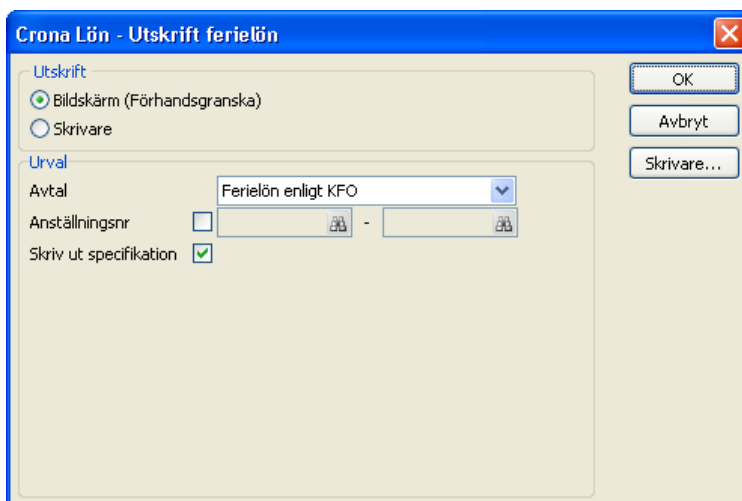 Crona Lön - Utskrift ferielön
Utskrift
Bildskärm (Förhandsgranska)
Skrivare
OK
Avbryt
Skrivare...
Urval
Avtal Ferielön enligt KFO
Anställningsnr -
Skriv ut specifikation